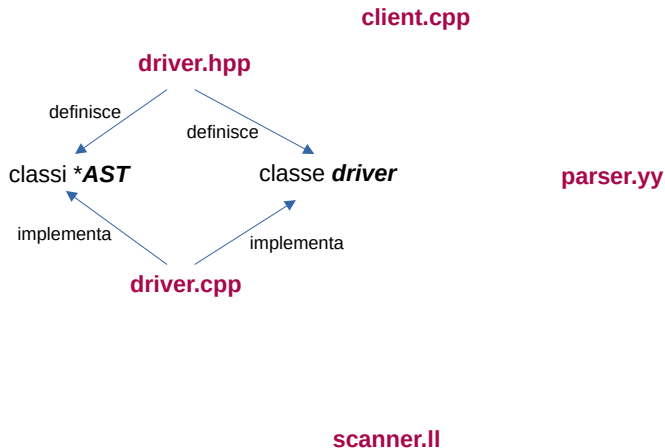 client.cpp
driver.hpp
definisce
definisce
classi *AST
classe driver
parser.yy
implementa
implementa
driver.cpp
scanner.ll